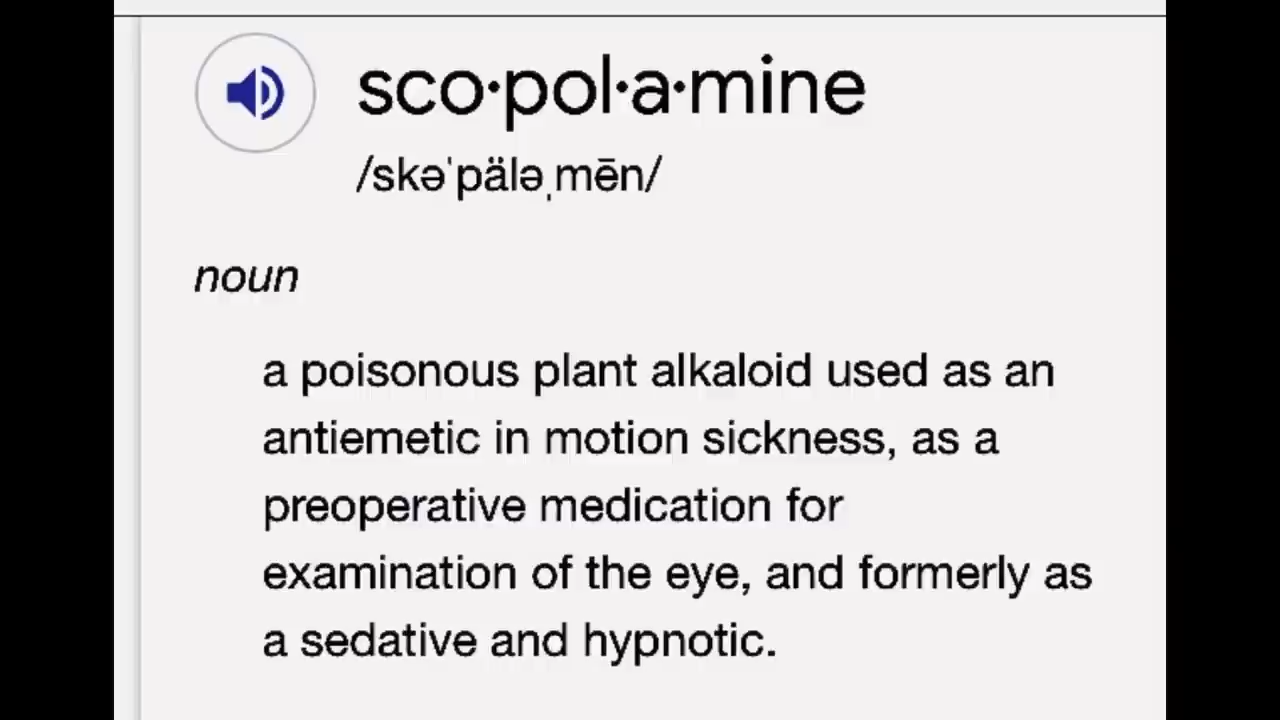 sco·pol·a·mine
/skəˈpäləˌmēn/
noun
a poisonous plant alkaloid used as an
antiemetic in motion sickness, as a
preoperative medication for
examination of the eye, and formerly as
a sedative and hypnotic.